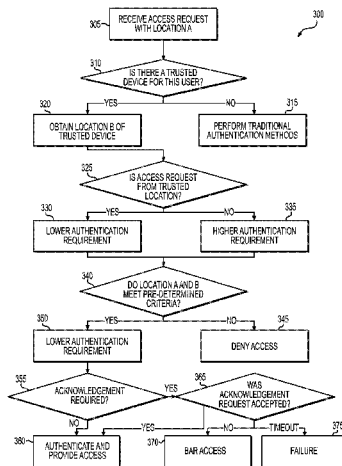 300
305
RECEIVE ACCESS REQUEST
WITH LOCATION A
310
IS THERE A TRUSTED
DEVICE FOR THIS USER?
YES
NO
320
OBTAIN LOCATION B OF
TRUSTED DEVICE
315
PERFORM TRADITIONAL
AUTHENTICATION METHODS
325
IS ACCESS REQUEST
FROM TRUSTED
LOCATION?
YES
NO
330
LOWER AUTHENTICATION
REQUIREMENT
335
HIGHER AUTHENTICATION
REQUIREMENT
340
DO LOCATION A AND B
MEET PRE-DETERMINED
CRITERIA?
YES
NO
350
LOWER AUTHENTICATION
REQUIREMENT
345
DENY ACCESS
355
ACKNOWLEDGEMENT
REQUIRED?
YES
365
WAS
ACKNOWLEDGEMENT
REQUEST ACCEPTED?
NO
YES
NO
TIMEOUT
360
AUTHENTICATE AND
PROVIDE ACCESS
370
BAR ACCESS
375
FAILURE